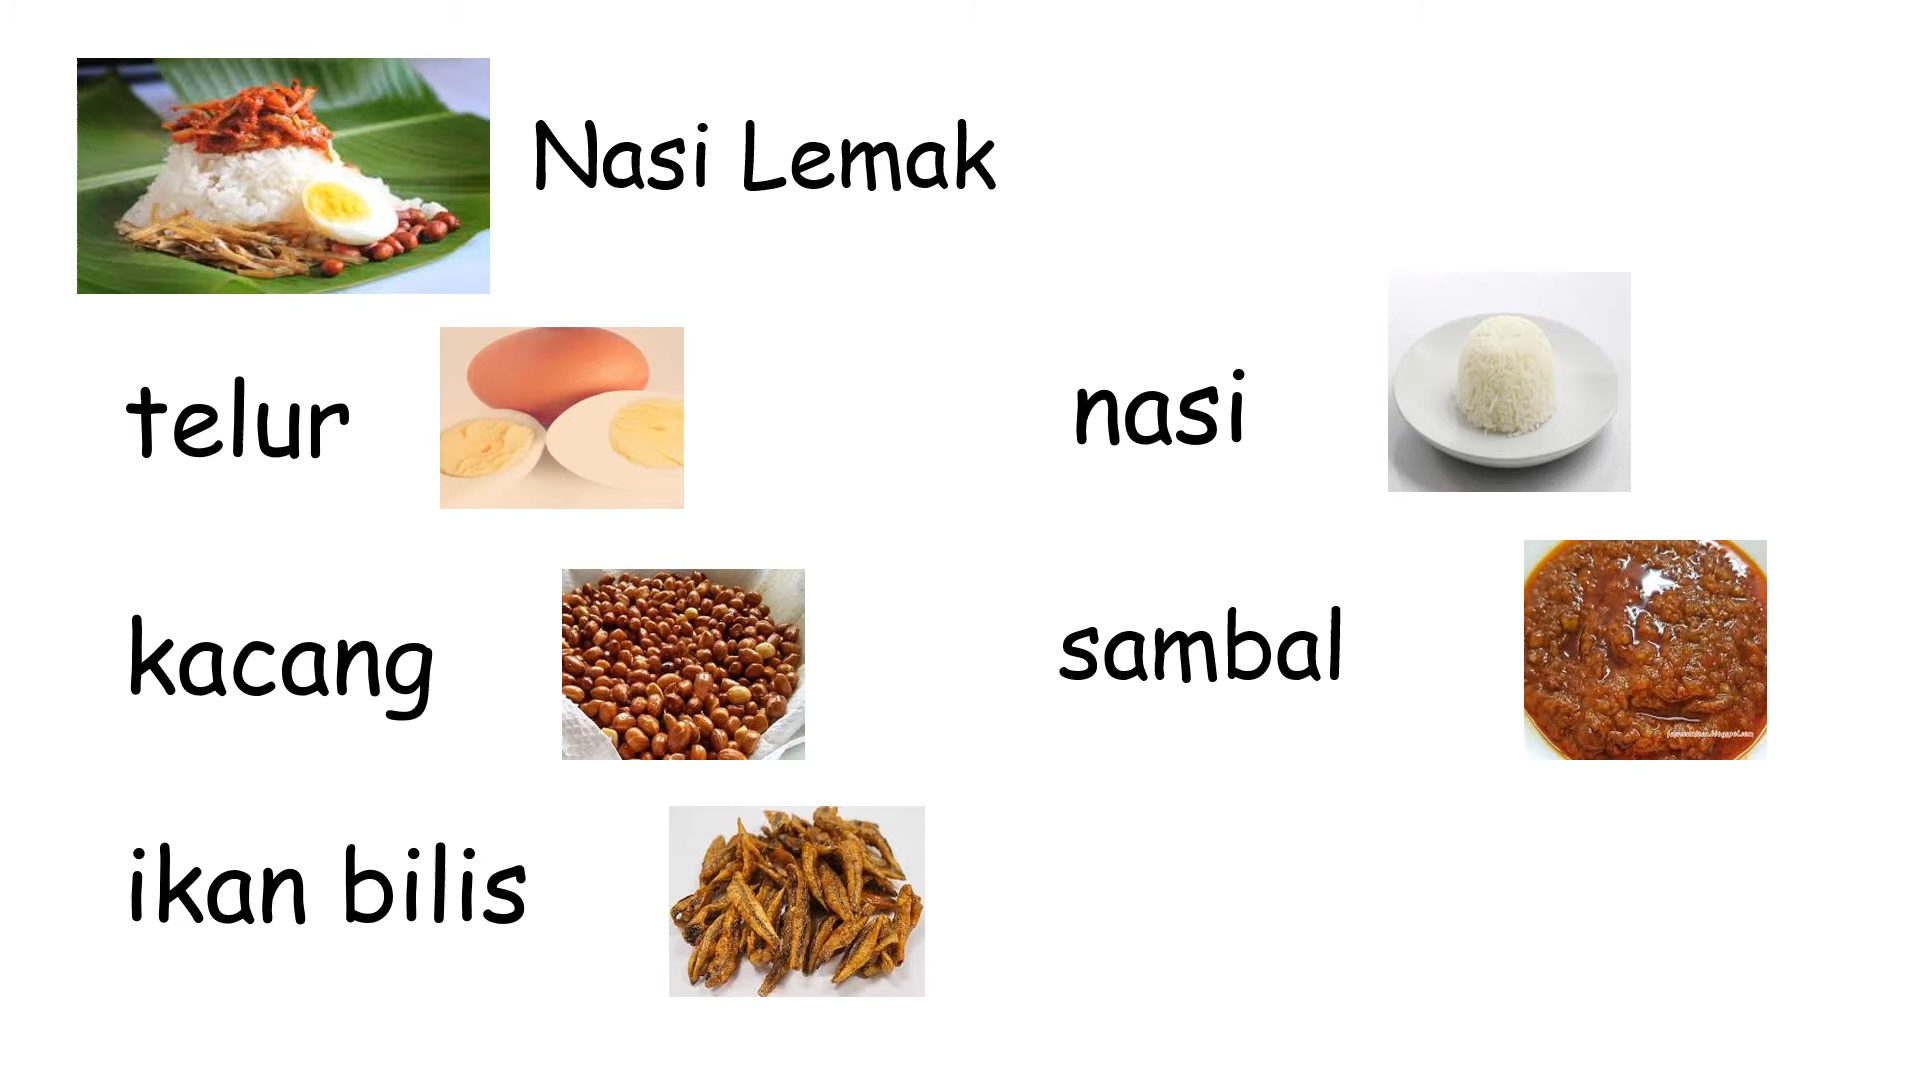 Nasi Lemak
telur
nasi
kacang
sambal
ikan bilis